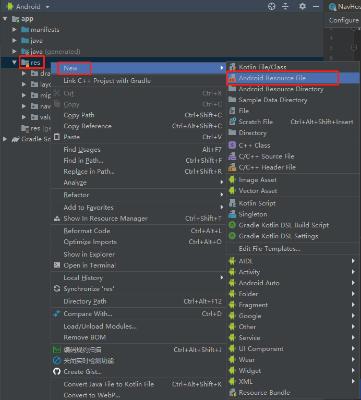 Android
NavHos
app
manifests
java
java (generated)
res
dra
lay
mip
nav
valu
res (g
Gradle Sc
Configure
New
Link C++ Project with Gradle
Cut Ctrl+X
Copy Ctrl+C
Copy Path Ctrl+Shift+C
Copy Reference Ctrl+Alt+Shift+C
Paste Ctrl+V
Find Usages Alt+F7
Find in Path... Ctrl+Shift+F
Replace in Path... Ctrl+Shift+R
Analyze
Refactor
Add to Favorites
Show In Resource Manager Ctrl+Shift+T
Reformat Code Ctrl+Alt+L
Optimize Imports Ctrl+Alt+O
Show in Explorer
Open in Terminal
Local History
Synchronize 'res'
Directory Path Ctrl+Alt+F12
Compare With... Ctrl+D
Load/Unload Modules...
Remove BOM
编码规约扫描 Ctrl+Alt+Shift+J
关闭实时检测功能
Create Gist...
Convert Java File to Kotlin File Ctrl+Alt+Shift+K
Convert to WebP...
Kotlin File/Class
Android Resource File
Android Resource Directory
Sample Data Directory
File
Scratch File Ctrl+Alt+Shift+Insert
Directory
C++ Class
C/C++ Source File
C/C++ Header File
Image Asset
Vector Asset
Kotlin Script
Singleton
Gradle Kotlin DSL Build Script
Gradle Kotlin DSL Settings
Edit File Templates...
AIDL
Activity
Android Auto
Folder
Fragment
Google
Other
Service
UI Component
Wear
Widget
XML
Resource Bundle